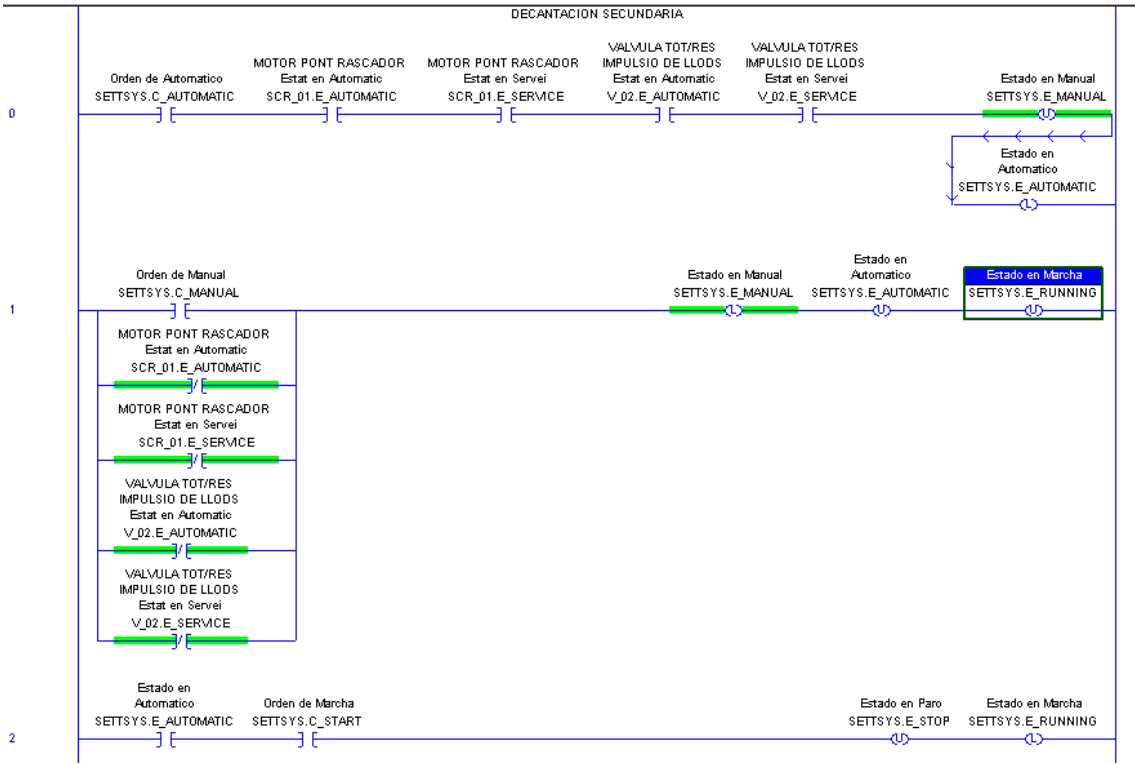 DECANTACION SECUNDARIA
Orden de Automatico
SETTSYS.C_AUTOMATIC
MOTOR PONT RASCADOR
Estat en Automatic
SCR_01.E_AUTOMATIC
MOTOR PONT RASCADOR
Estat en Servei
SCR_01.E_SERVICE
VALVULA TOT/RES
IMPULSIO DE LLODS
Estat en Automatic
V_02.E_AUTOMATIC
VALVULA TOT/RES
IMPULSIO DE LLODS
Estat en Servei
V_02.E_SERVICE
Estado en Manual
SETTSYS.E_MANUAL
0
U
Estado en
Automatico
SETTSYS.E_AUTOMATIC
L
Orden de Manual
SETTSYS.C_MANUAL
Estado en Manual
SETTSYS.E_MANUAL
Estado en
Automatico
SETTSYS.E_AUTOMATIC
Estado en Marcha
SETTSYS.E_RUNNING
1
L
U
U
MOTOR PONT RASCADOR
Estat en Automatic
SCR_01.E_AUTOMATIC
MOTOR PONT RASCADOR
Estat en Servei
SCR_01.E_SERVICE
VALVULA TOT/RES
IMPULSIO DE LLODS
Estat en Automatic
V_02.E_AUTOMATIC
VALVULA TOT/RES
IMPULSIO DE LLODS
Estat en Servei
V_02.E_SERVICE
Estado en
Automatico
SETTSYS.E_AUTOMATIC
Orden de Marcha
SETTSYS.C_START
Estado en Paro
SETTSYS.E_STOP
Estado en Marcha
SETTSYS.E_RUNNING
2
U
L